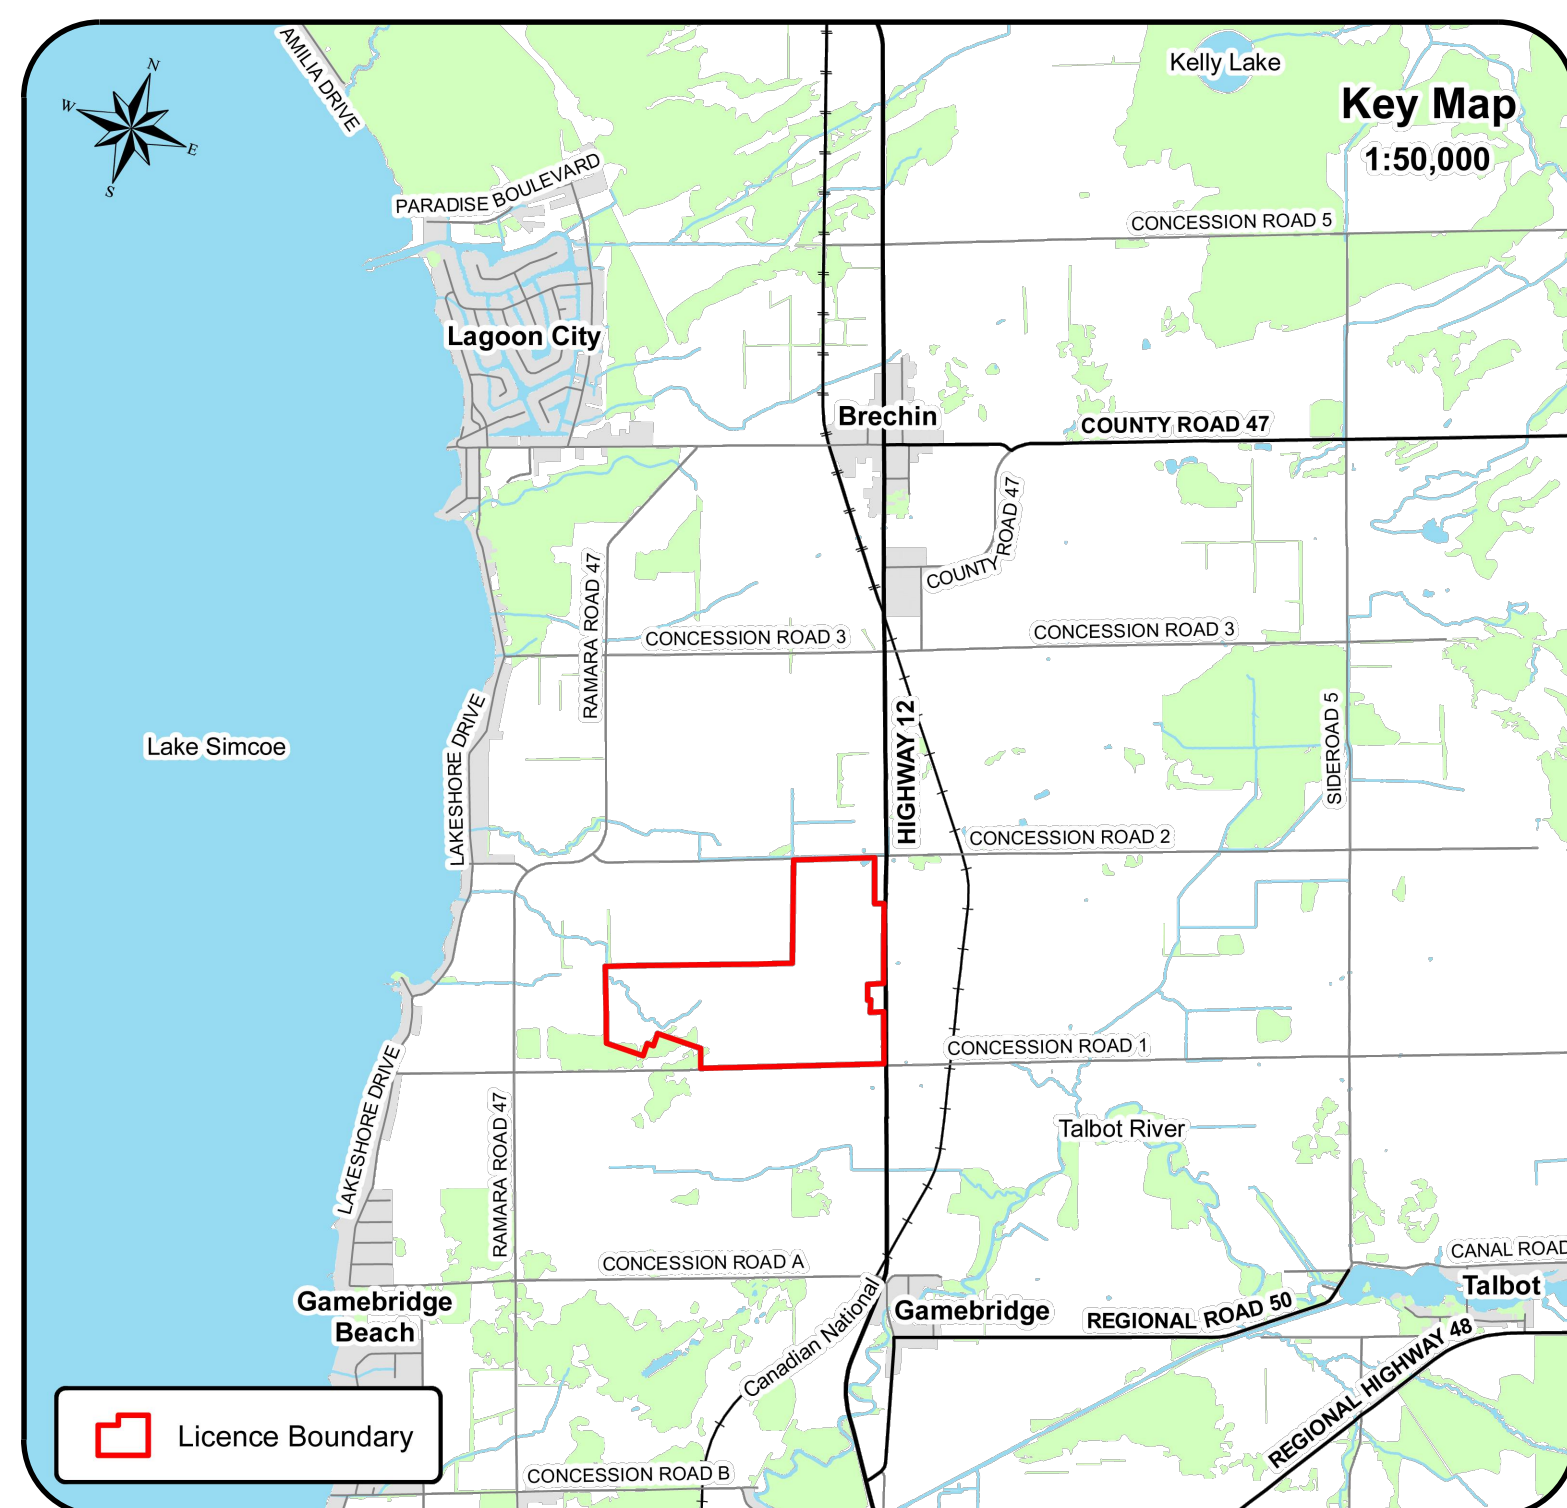 AMILIA DRIVE
N
W
E
S
Kelly Lake
Key Map
1:50,000
PARADISE BOULEVARD
CONCESSION ROAD 5
Lagoon City
Brechin
COUNTY ROAD 47
COUNTY ROAD 47
RAMARA ROAD 47
CONCESSION ROAD 3
CONCESSION ROAD 3
LAKESHORE DRIVE
HIGHWAY 12
SIDEROAD 5
Lake Simcoe
CONCESSION ROAD 2
CONCESSION ROAD 1
LAKESHORE DRIVE
RAMARA ROAD 47
Talbot River
CONCESSION ROAD A
CANAL ROAD
Talbot
Gamebridge
Beach
Canadian National
Gamebridge
REGIONAL ROAD 50
REGIONAL HIGHWAY 48
Licence Boundary
CONCESSION ROAD B